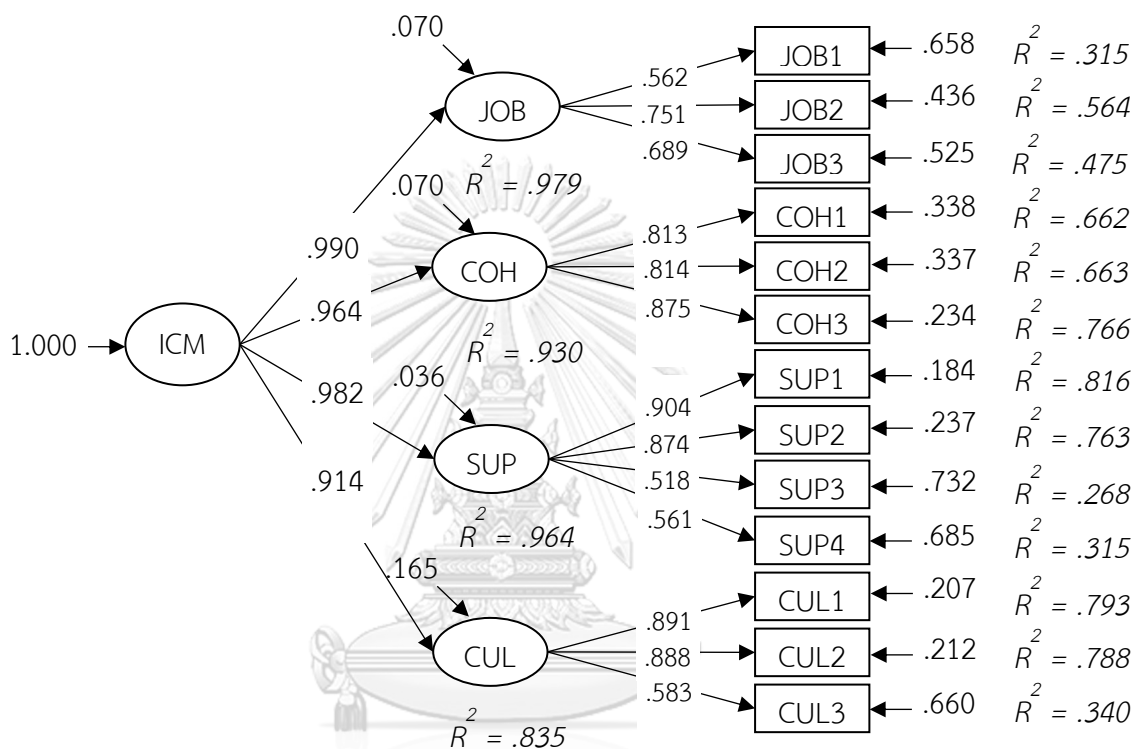 .070
.562
.751
.689
JOB
R² = .979
JOB1
.658
R² = .315
JOB2
.436
R² = .564
JOB3
.525
R² = .475
.070
.813
.814
.875
COH
R² = .930
COH1
.338
R² = .662
COH2
.337
R² = .663
COH3
.234
R² = .766
1.000
ICM
.990
.964
.982
.914
.036
.904
.874
.518
.561
SUP
R² = .964
SUP1
.184
R² = .816
SUP2
.237
R² = .763
SUP3
.732
R² = .268
SUP4
.685
R² = .315
.165
.891
.888
.583
CUL
R² = .835
CUL1
.207
R² = .793
CUL2
.212
R² = .788
CUL3
.660
R² = .340